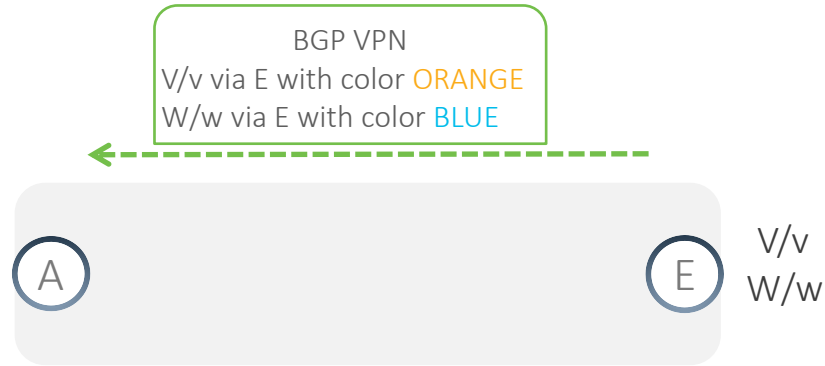 BGP VPN
V/v via E with color ORANGE
W/w via E with color BLUE
A
E
V/v
W/w